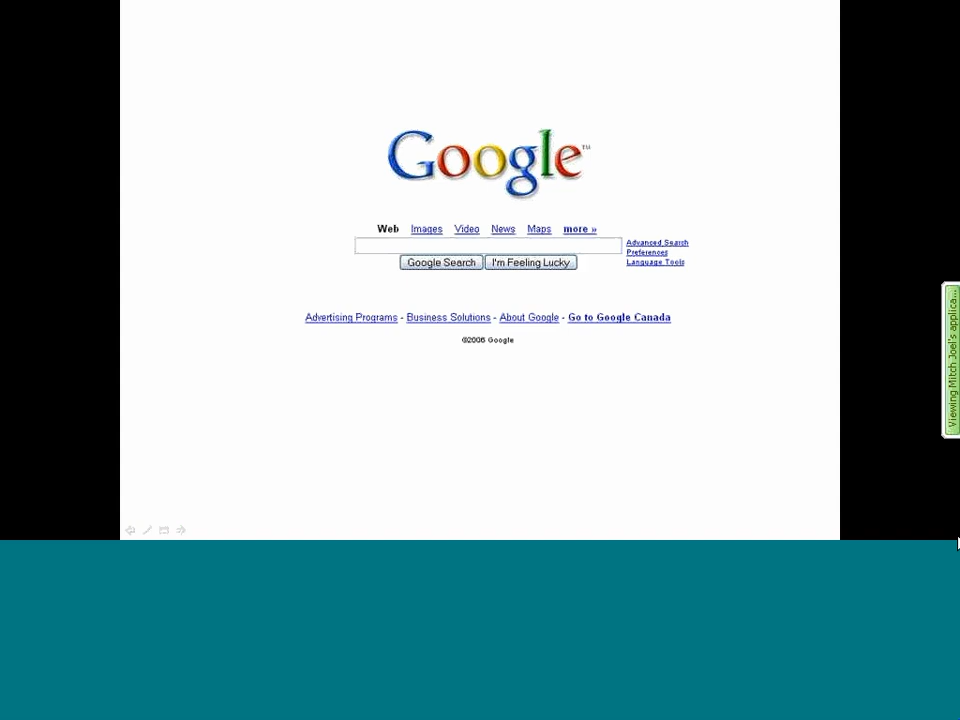 Google™
Web Images Video News Maps more »
Advanced Search
Preferences
Language Tools
Google Search I'm Feeling Lucky
Advertising Programs - Business Solutions - About Google - Go to Google Canada
©2006 Google
Viewing Mitch Joel's applica...